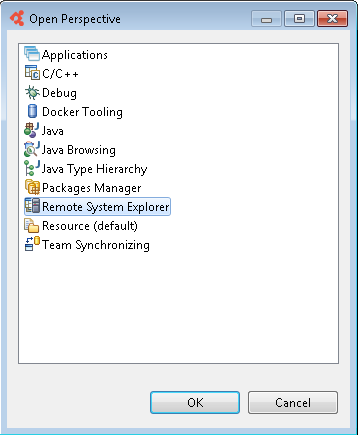 Open Perspective
Applications
C/C++
Debug
Docker Tooling
Java
Java Browsing
Java Type Hierarchy
Packages Manager
Remote System Explorer
Resource (default)
Team Synchronizing
OK
Cancel